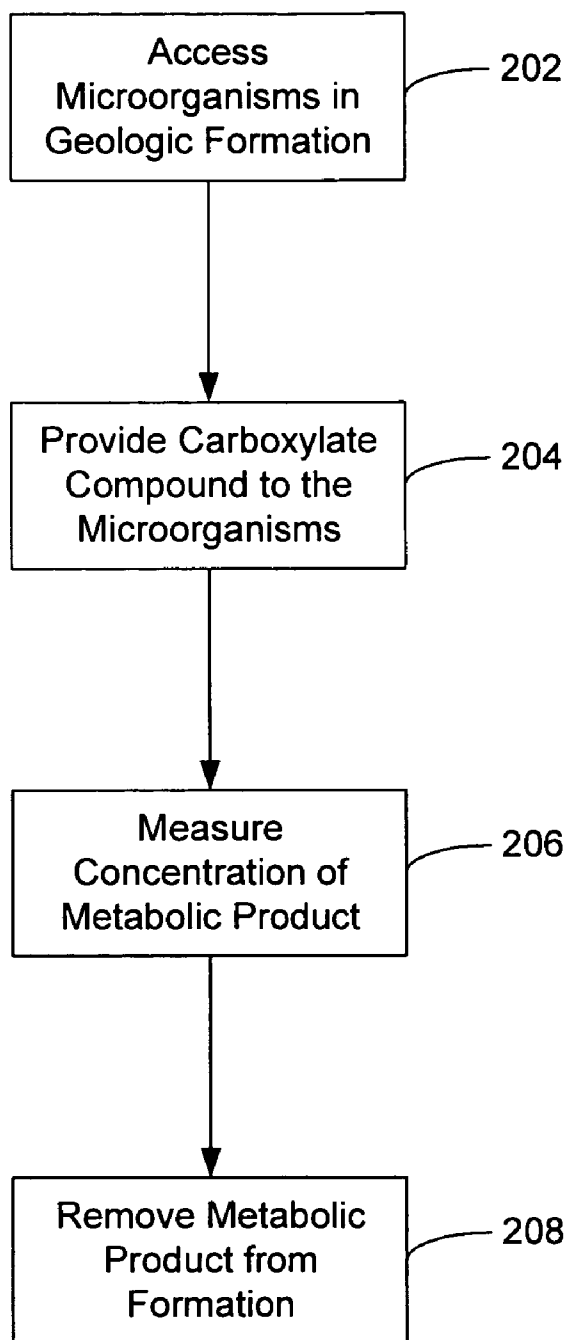 Access
Microorganisms in
Geologic Formation
202
Provide Carboxylate
Compound to the
Microorganisms
204
Measure
Concentration of
Metabolic Product
206
Remove Metabolic
Product from
Formation
208